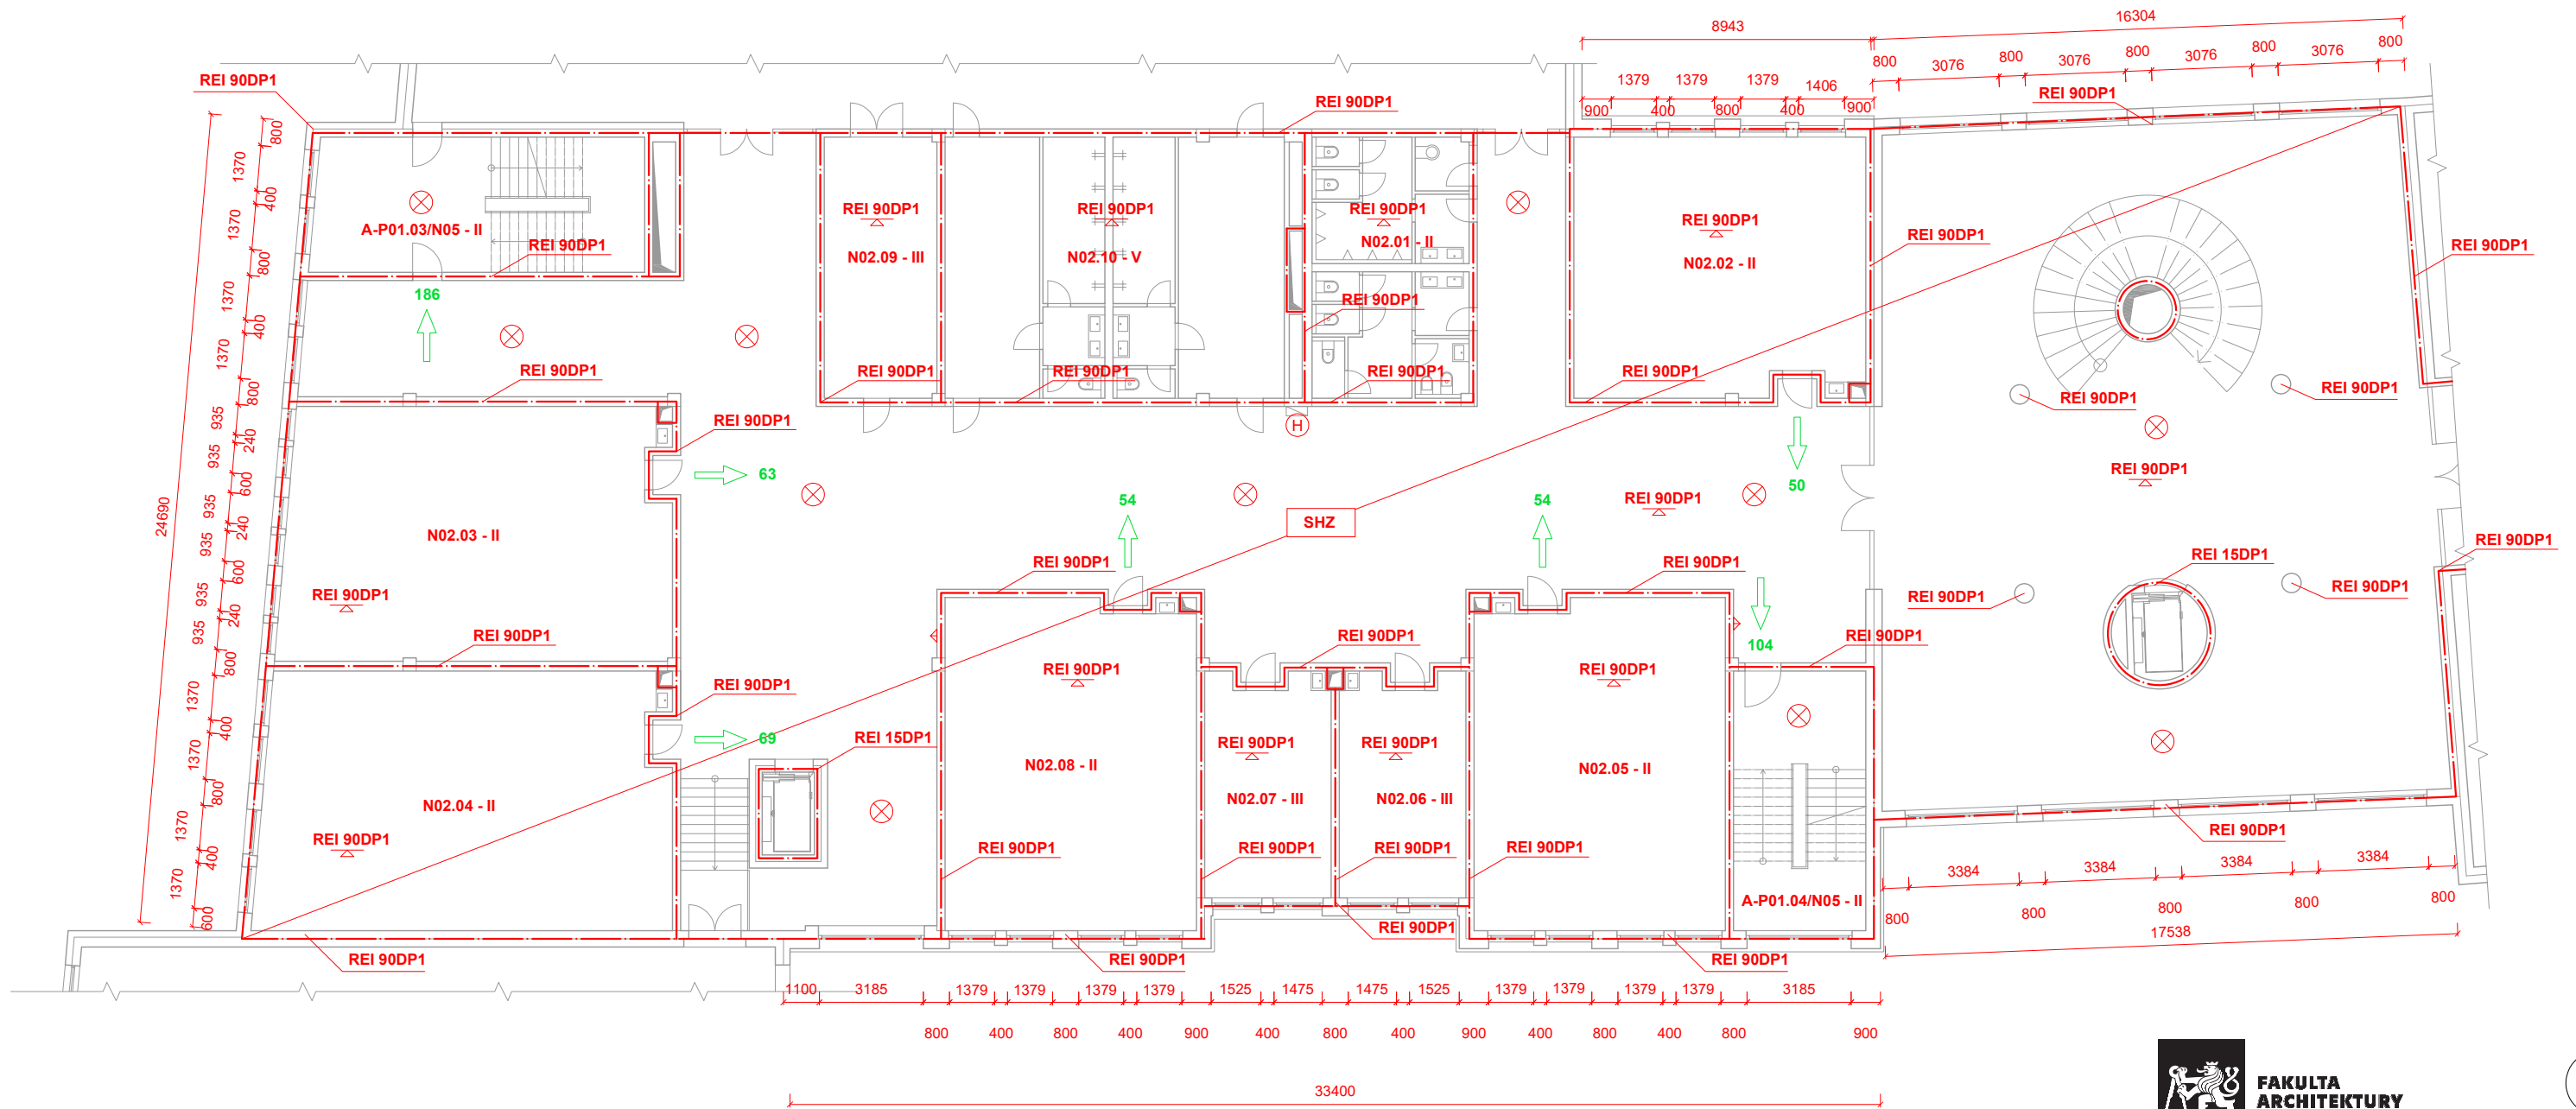 16304
8943
800
3076
800
3076
800
3076
800
3076
800
1379
1379
1379
1406
900
400
800
400
900
REI 90DP1
REI 90DP1
REI 90DP1
800
1370
400
1370
800
1370
400
1370
800
935
240
935
600
935
240
935
600
935
240
935
800
1370
400
1370
800
1370
400
1370
600
24690
A-P01.03/N05 - II
REI 90DP1
186
REI 90DP1
N02.09 - III
REI 90DP1
REI 90DP1
N02.10 - V
REI 90DP1
REI 90DP1
N02.01 - II
REI 90DP1
REI 90DP1
REI 90DP1
N02.02 - II
REI 90DP1
REI 90DP1
REI 90DP1
REI 90DP1
REI 90DP1
REI 90DP1
REI 90DP1
63
H
50
REI 90DP1
N02.03 - II
REI 90DP1
REI 90DP1
54
54
REI 90DP1
SHZ
REI 90DP1
REI 90DP1
REI 90DP1
REI 15DP1
REI 90DP1
REI 90DP1
REI 90DP1
104
REI 90DP1
REI 90DP1
REI 90DP1
REI 90DP1
REI 90DP1
69
REI 15DP1
REI 90DP1
REI 90DP1
N02.04 - II
REI 90DP1
N02.08 - II
N02.07 - III
N02.06 - III
N02.05 - II
REI 90DP1
REI 90DP1
REI 90DP1
REI 90DP1
REI 90DP1
A-P01.04/N05 - II
REI 90DP1
REI 90DP1
REI 90DP1
REI 90DP1
3384
3384
3384
3384
800
800
800
800
800
17538
1100
3185
1379
1379
1379
1379
1525
1475
1475
1525
1379
1379
1379
1379
3185
800
400
800
400
900
400
800
400
900
400
800
400
800
900
33400
FAKULTA
ARCHITEKTURY